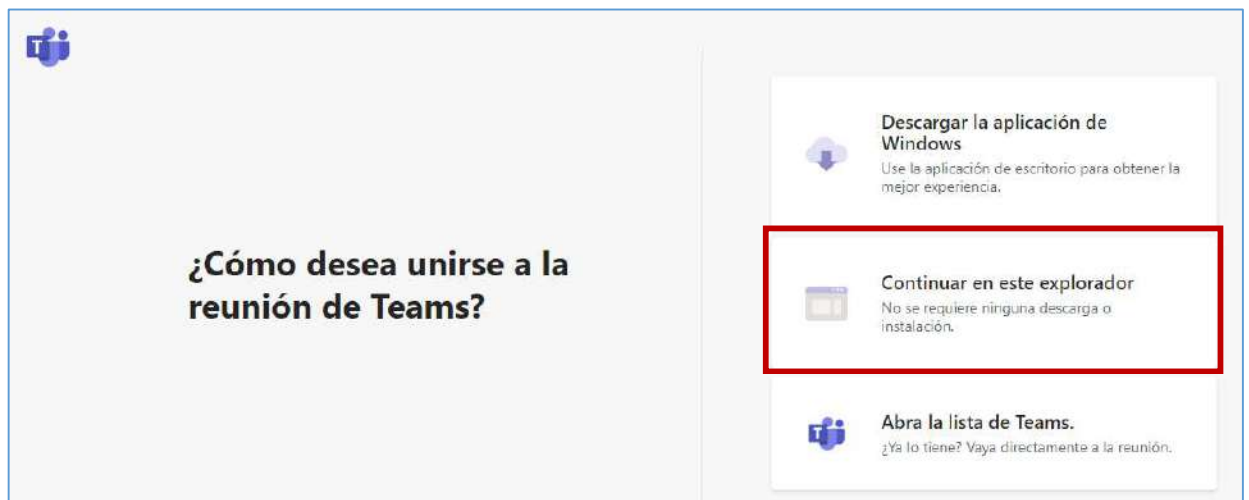 ¿Cómo desea unirse a la
reunión de Teams?
Descargar la aplicación de
Windows
Use la aplicación de escritorio para obtener la
mejor experiencia.
Continuar en este explorador
No se requiere ninguna descarga o
instalación.
Abra la lista de Teams.
¿Ya lo tiene? Vaya directamente a la reunión.